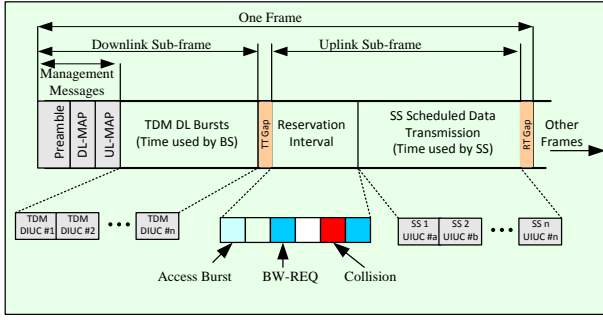 One Frame
Downlink Sub-frame
Uplink Sub-frame
Management
Messages
Preamble
DL-MAP
UL-MAP
TDM DL Bursts
(Time used by BS)
TT Gap
Reservation
Interval
SS Scheduled Data
Transmission
(Time used by SS)
RT Gap
Other
Frames
TDM
DIUC #1
TDM
DIUC #2
TDM
DIUC #n
SS 1
UIUC #a
SS 2
UIUC #b
SS n
UIUC #n
Access Burst
BW-REQ
Collision